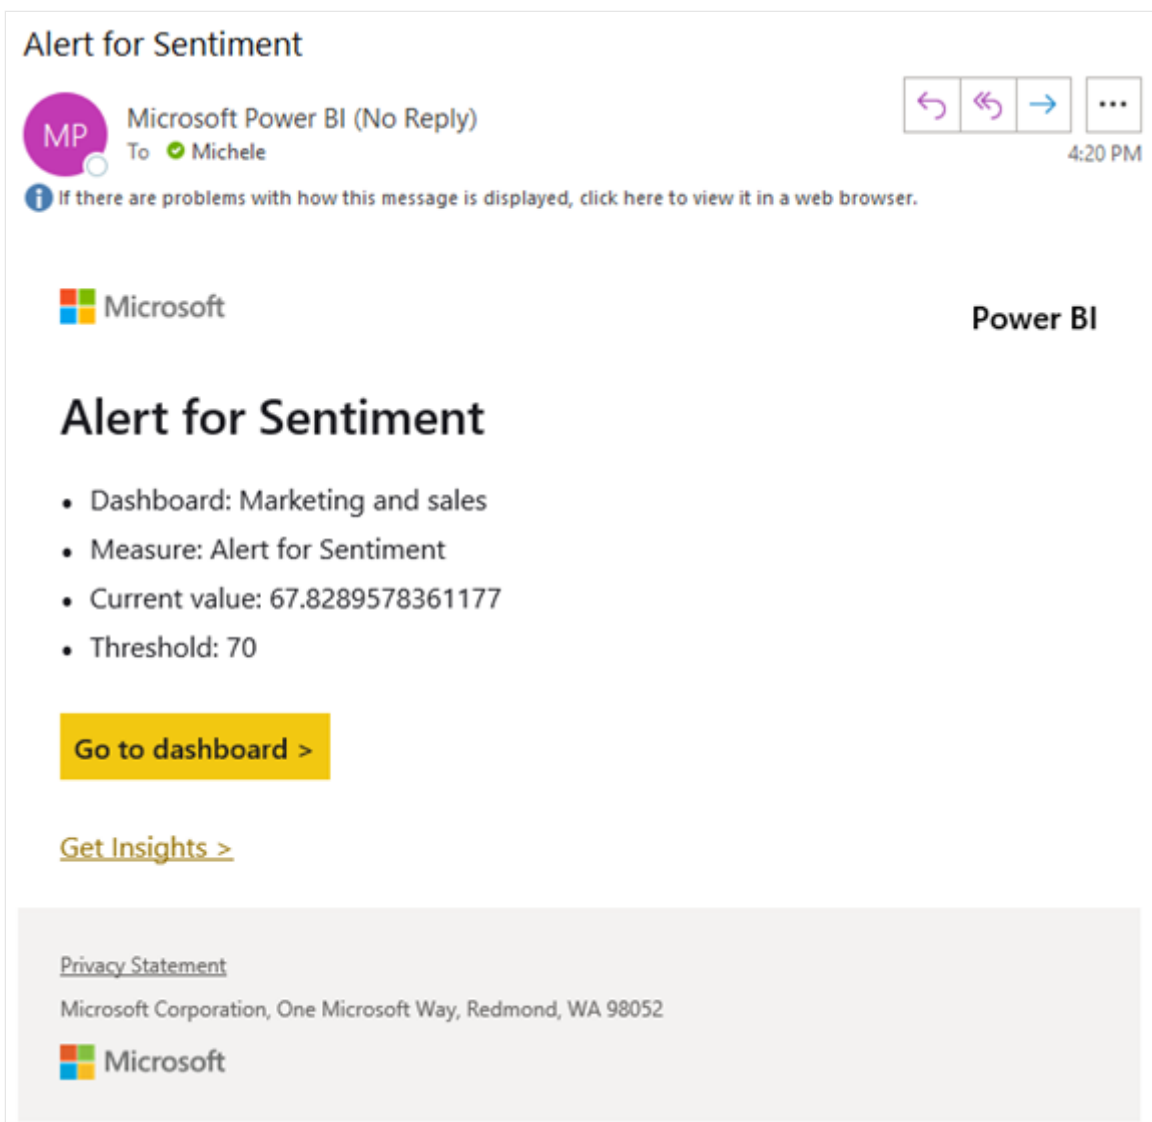 Alert for Sentiment
MP
Microsoft Power BI (No Reply)
To Michele
4:20 PM
If there are problems with how this message is displayed, click here to view it in a web browser.
Microsoft
Power BI
Alert for Sentiment
• Dashboard: Marketing and sales
• Measure: Alert for Sentiment
• Current value: 67.8289578361177
• Threshold: 70
Go to dashboard >
Get Insights >
Privacy Statement
Microsoft Corporation, One Microsoft Way, Redmond, WA 98052
Microsoft